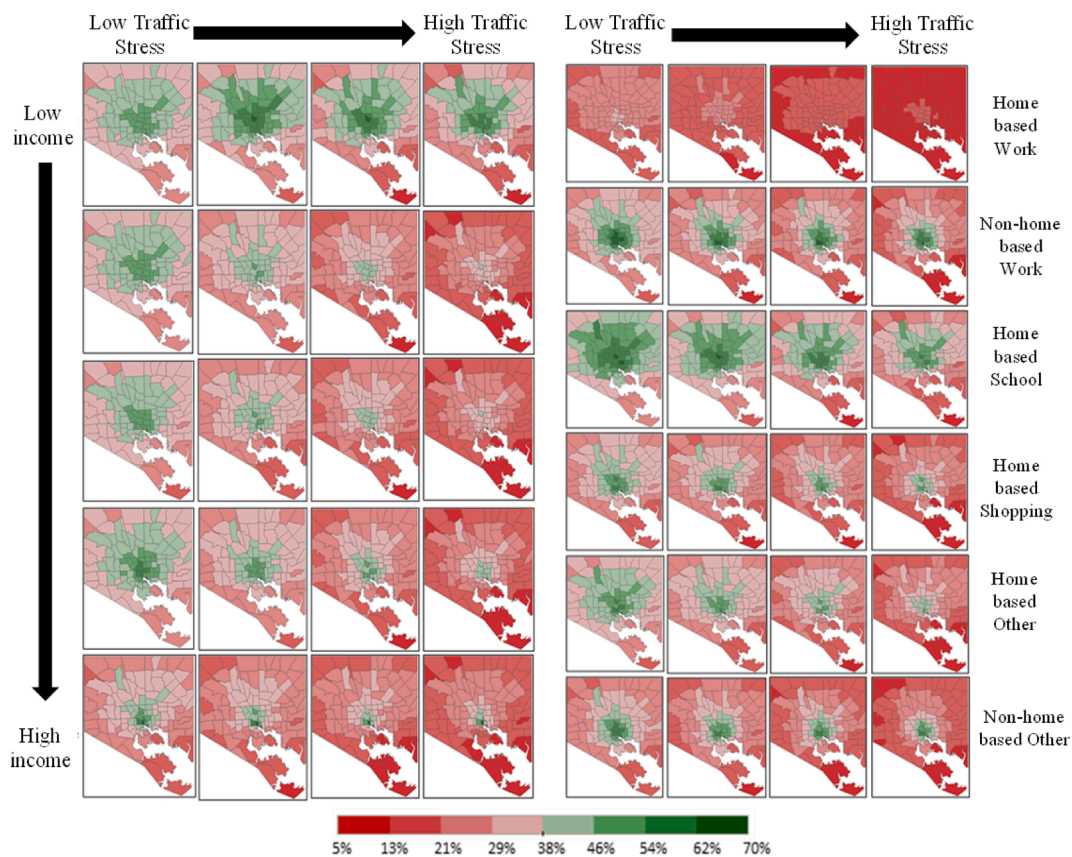 Low Traffic
Stress
High Traffic
Stress
Low Traffic
Stress
High Traffic
Stress
Low
income
High
income
Home
based
Work
Non-home
based
Work
Home
based
School
Home
based
Shopping
Home
based
Other
Non-home
based Other
5% 13% 21% 29% 38% 46% 54% 62% 70%